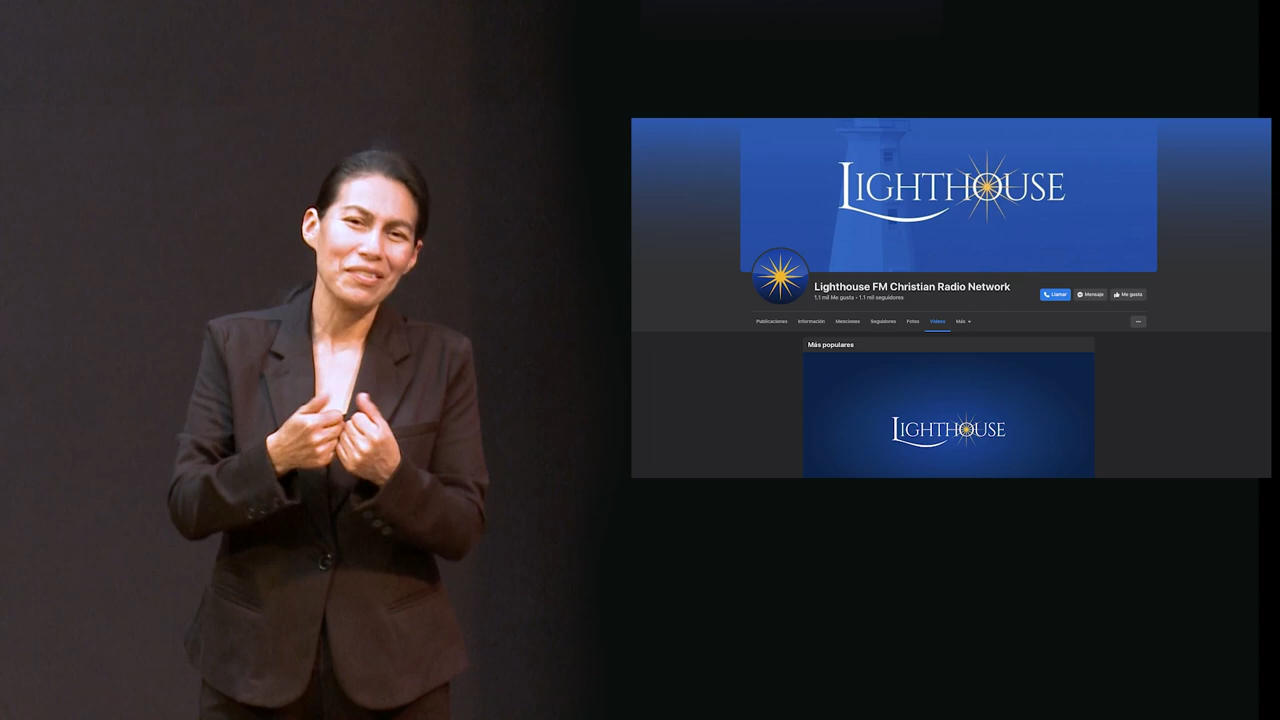 LIGHTHOUSE
Lighthouse FM Christian Radio Network
1.1 mil Me gusta • 1.1 mil seguidores
Llamar Mensaje Me gusta
Publicaciones Información Menciones Seguidores Fotos Videos Más
Más populares
LIGHTHOUSE